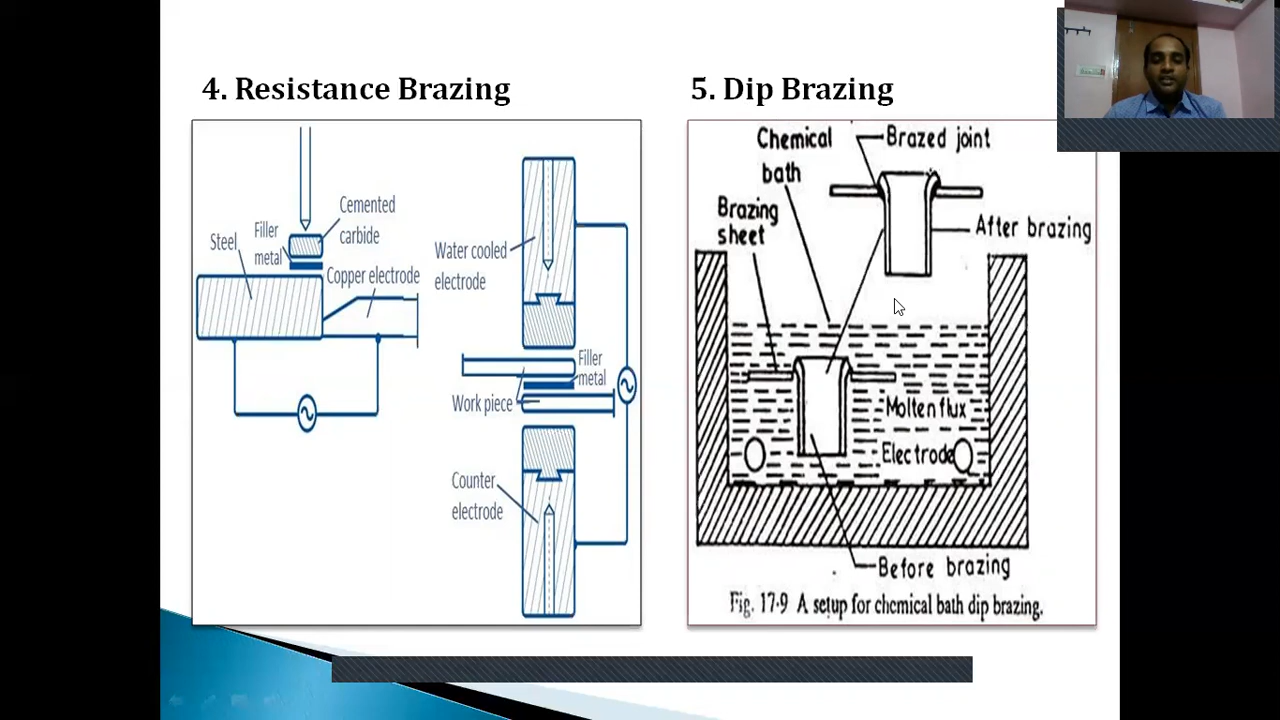 4. Resistance Brazing
5. Dip Brazing
Cemented
carbide
Filler
metal
Steel
Copper electrode
Water cooled
electrode
Filler
metal
Work piece
Counter
electrode
Chemical
bath
Brazed joint
Brazing
sheet
After brazing
Molten flux
Electrode
Before brazing
Fig. 17·9 A setup for chemical bath dip brazing.